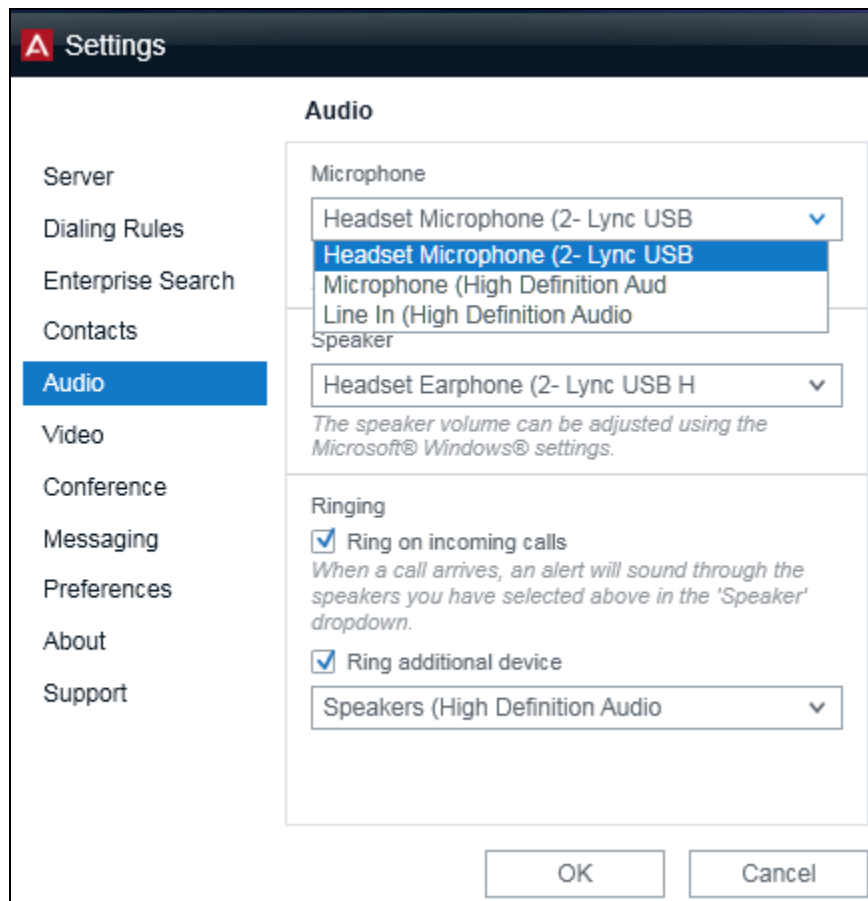 Settings
Audio
Server
Dialing Rules
Enterprise Search
Contacts
Audio
Video
Conference
Messaging
Preferences
About
Support
Microphone
Headset Microphone (2- Lync USB
Headset Microphone (2- Lync USB
Microphone (High Definition Aud
Line In (High Definition Audio
Speaker
Headset Earphone (2- Lync USB H
The speaker volume can be adjusted using the
Microsoft® Windows® settings.
Ringing
Ring on incoming calls
When a call arrives, an alert will sound through the
speakers you have selected above in the 'Speaker'
dropdown.
Ring additional device
Speakers (High Definition Audio
OK
Cancel